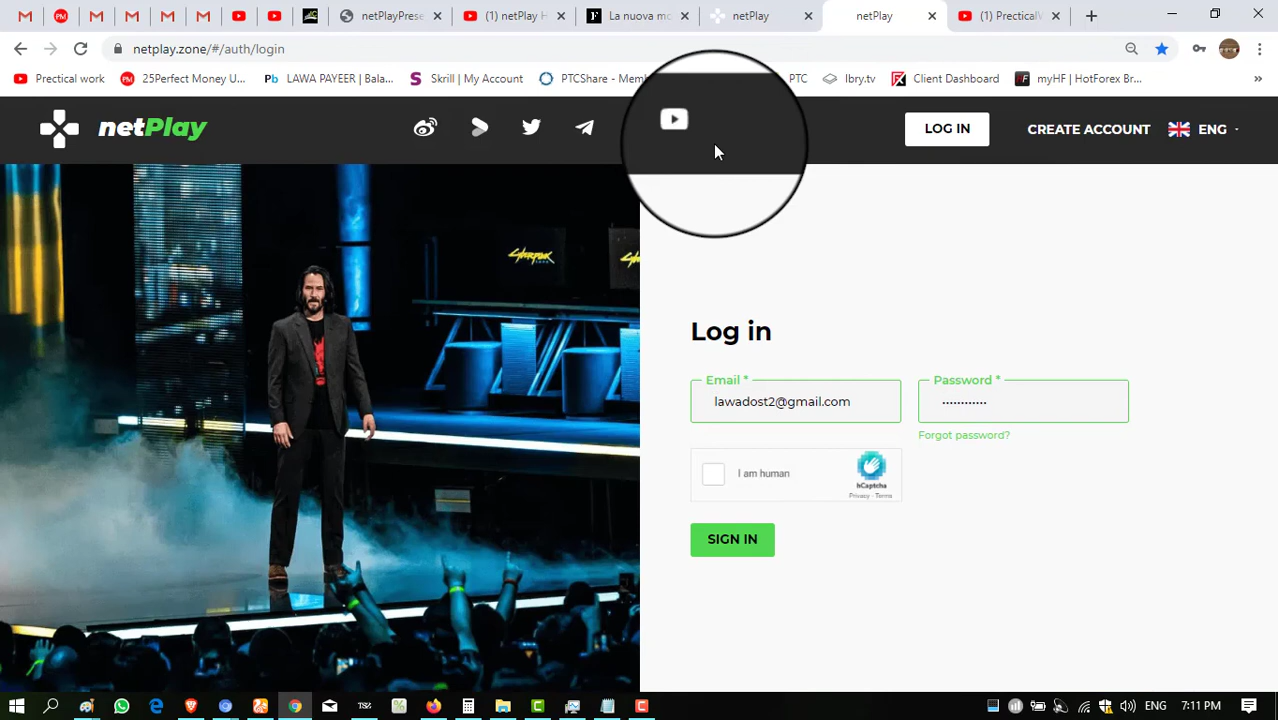 netPlayPrese
(1) netPlay H
La nuova mo
netPlay
netPlay
(1) PrecticalV
netplay.zone/#/auth/login
Prectical work
25Perfect Money U...
LAWA PAYEER | Bala...
Skrill | My Account
PTCShare - Mem
PTC
lbry.tv
Client Dashboard
myHF | HotForex Br...
»
netPlay
LOG IN
CREATE ACCOUNT
ENG
CYBERPUNK
Log in
Email *
Password *
lawadost2@gmail.com
••••••••••••
Forgot password?
I am human
hCaptcha
Privacy - Terms
SIGN IN
ENG
7:11 PM